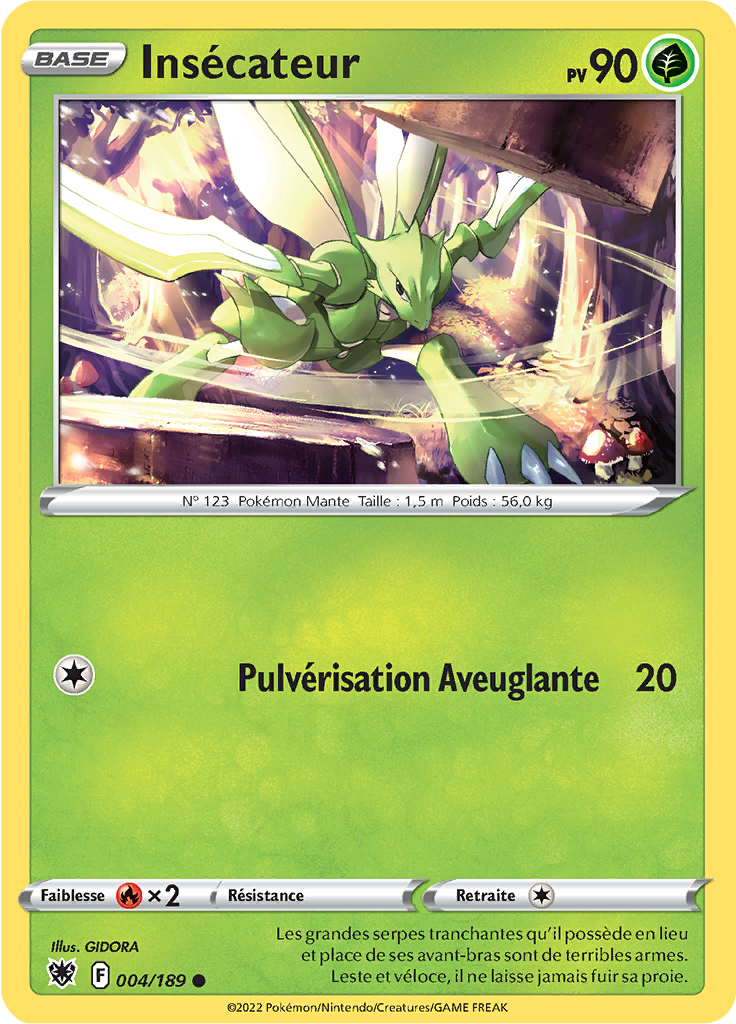 BASE
Insécateur
PV 90
Nº 123 Pokémon Mante Taille : 1,5 m Poids : 56,0 kg
Pulvérisation Aveuglante 20
Faiblesse ×2 Résistance Retraite
Les grandes serpes tranchantes qu'il possède en lieu
et place de ses avant-bras sont de terribles armes.
Leste et véloce, il ne laisse jamais fuir sa proie.
Illus. GIDORA
F 004/189
©2022 Pokémon/Nintendo/Creatures/GAME FREAK